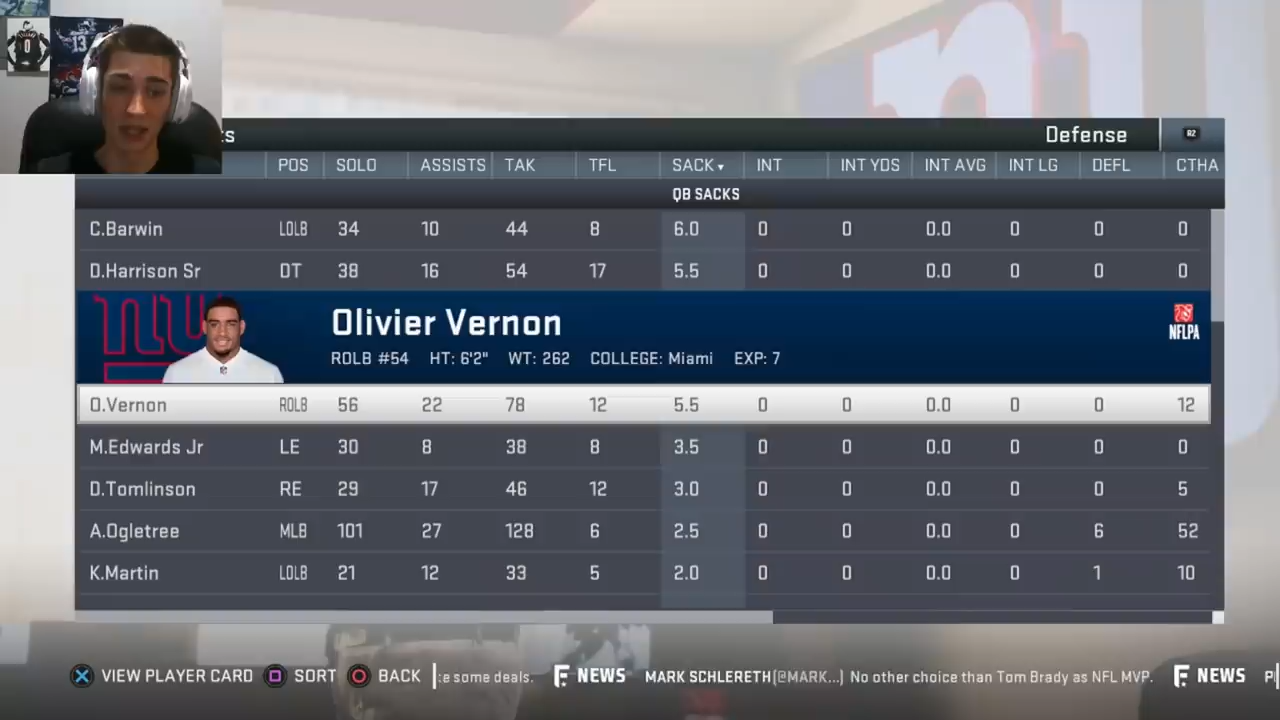 13
0
ts Defense R2
POS SOLO ASSISTS TAK TFL SACK INT INT YDS INT AVG INT LG DEFL CTHA
QB SACKS
C.Barwin LOLB 34 10 44 8 6.0 0 0 0.0 0 0 0
D.Harrison Sr DT 38 16 54 17 5.5 0 0 0.0 0 0 0
ny
Olivier Vernon
ROLB #54 HT: 6'2" WT: 262 COLLEGE: Miami EXP: 7
NFLPA
O.Vernon ROLB 56 22 78 12 5.5 0 0 0.0 0 0 12
M.Edwards Jr LE 30 8 38 8 3.5 0 0 0.0 0 0 0
D.Tomlinson RE 29 17 46 12 3.0 0 0 0.0 0 0 5
A.Ogletree MLB 101 27 128 6 2.5 0 0 0.0 0 6 52
K.Martin LOLB 21 12 33 5 2.0 0 0 0.0 0 1 10
VIEW PLAYER CARD SORT BACK :e some deals. F NEWS MARK SCHLERETH(@MARK...) No other choice than Tom Brady as NFL MVP. F NEWS P